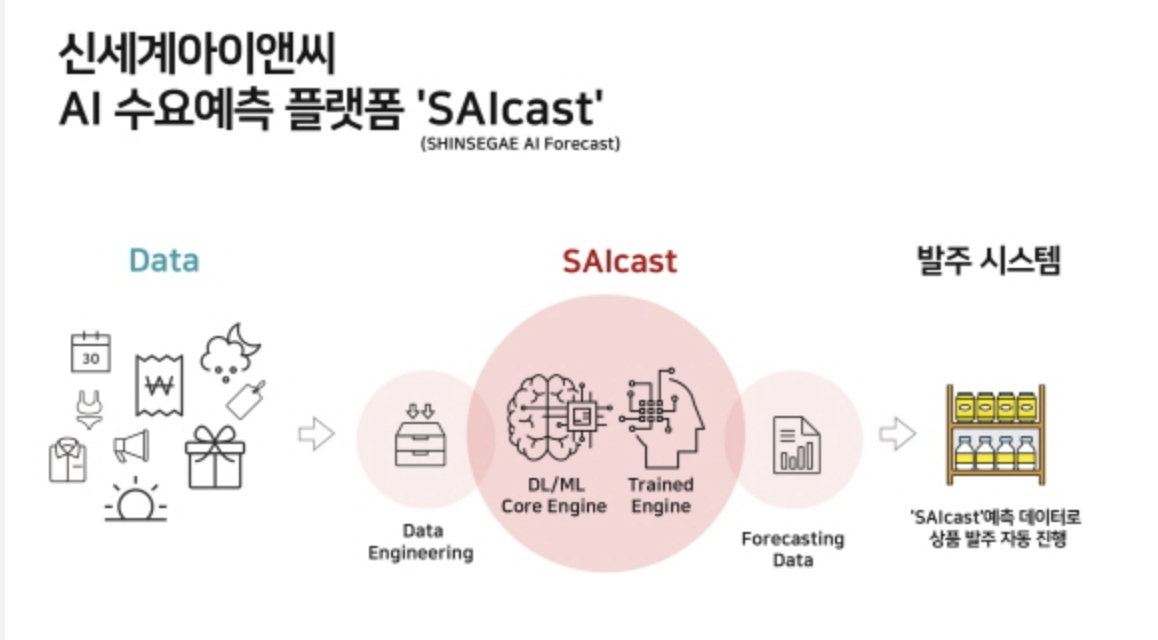 신세계아이앤씨
AI 수요예측 플랫폼 'SAIcast'
(SHINSEGAE AI Forecast)
Data
SAIcast
발주 시스템
30
₩
DL/ML
Core Engine
Trained
Engine
Data
Engineering
Forecasting
Data
'SAIcast'예측 데이터로
상품 발주 자동 진행